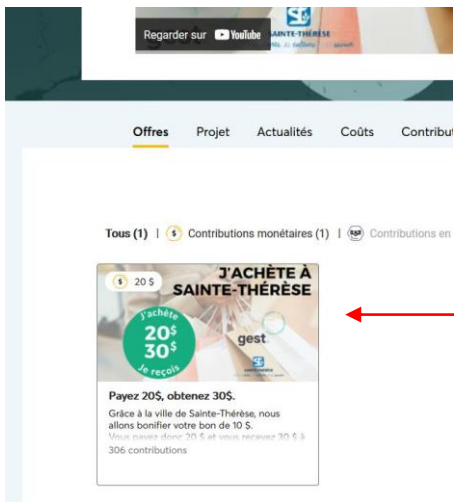 Regarder sur YouTube
gest
SAINTE-THÉRÈSE
Offres Projet Actualités Coûts Contribut
Tous (1) | $ Contributions monétaires (1) | Contributions en
$ 20 $
J'ACHÈTE À
SAINTE-THÉRÈSE
J'achète
20$
30$
Je reçois
gest
Payez 20$, obtenez 30$.
Grâce à la ville de Sainte-Thérèse, nous
allons bonifier votre bon de 10 $.
Vous payez donc 20 $ et vous recevez 30 $ à
306 contributions